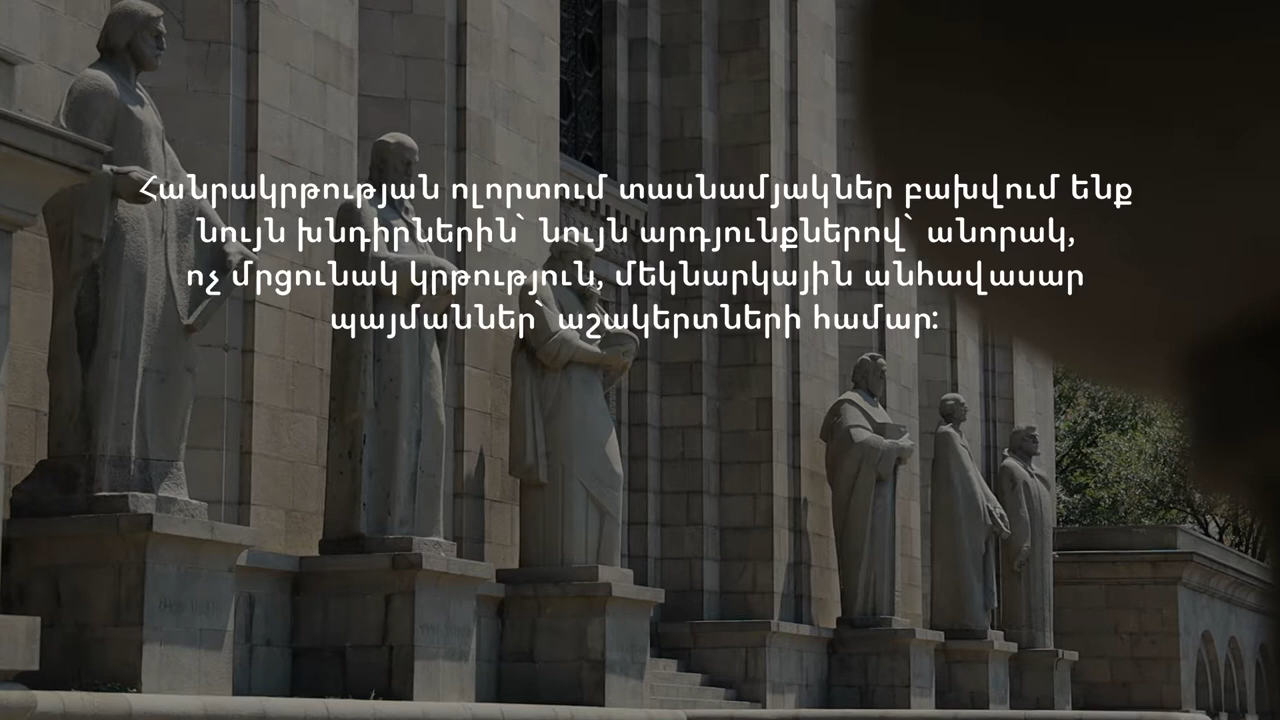 Հանրակրթության ոլորտում տասնամյակներ բախվում ենք
նույն խնդիրներին՝ նույն արդյունքներով՝ անորակ,
ոչ մրցունակ կրթություն, մեկնարկային անհավասար
պայմաններ՝ աշակերտների համար: